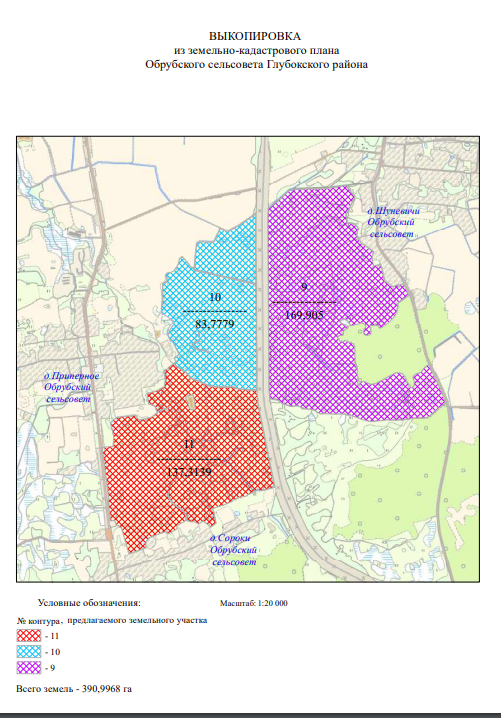 ВЫКОПИРОВКА
из земельно-кадастрового плана
Обрубского сельсовета Глубокского района
д.Шуневичи
Обрубский
сельсовет
9
169.905
10
83,7779
д.Приперное
Обрубский
сельсовет
11
137,3139
д.Сороки
Обрубский
сельсовет
Условные обозначения:
Масштаб: 1:20 000
№ контура, предлагаемого земельного участка
- 11
- 10
- 9
Всего земель - 390,9968 га